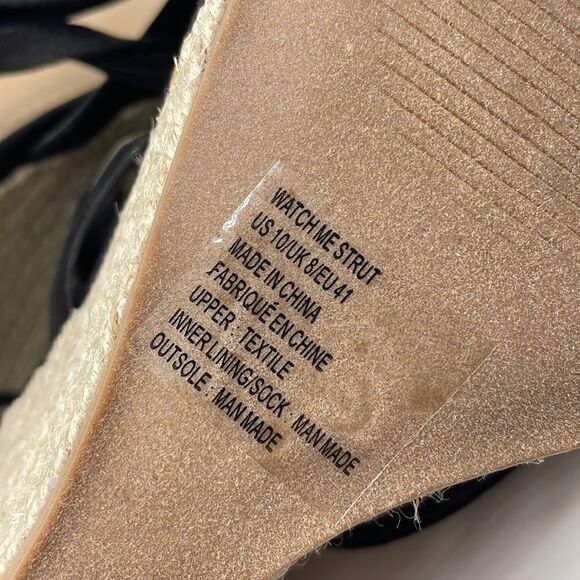 WATCH ME STRUT
US 10/UK 8/EU 41
MADE IN CHINA
FABRIQUÉ EN CHINE
UPPER : TEXTILE
INNER LINING/SOCK : MAN MADE
OUTSOLE : MAN MADE